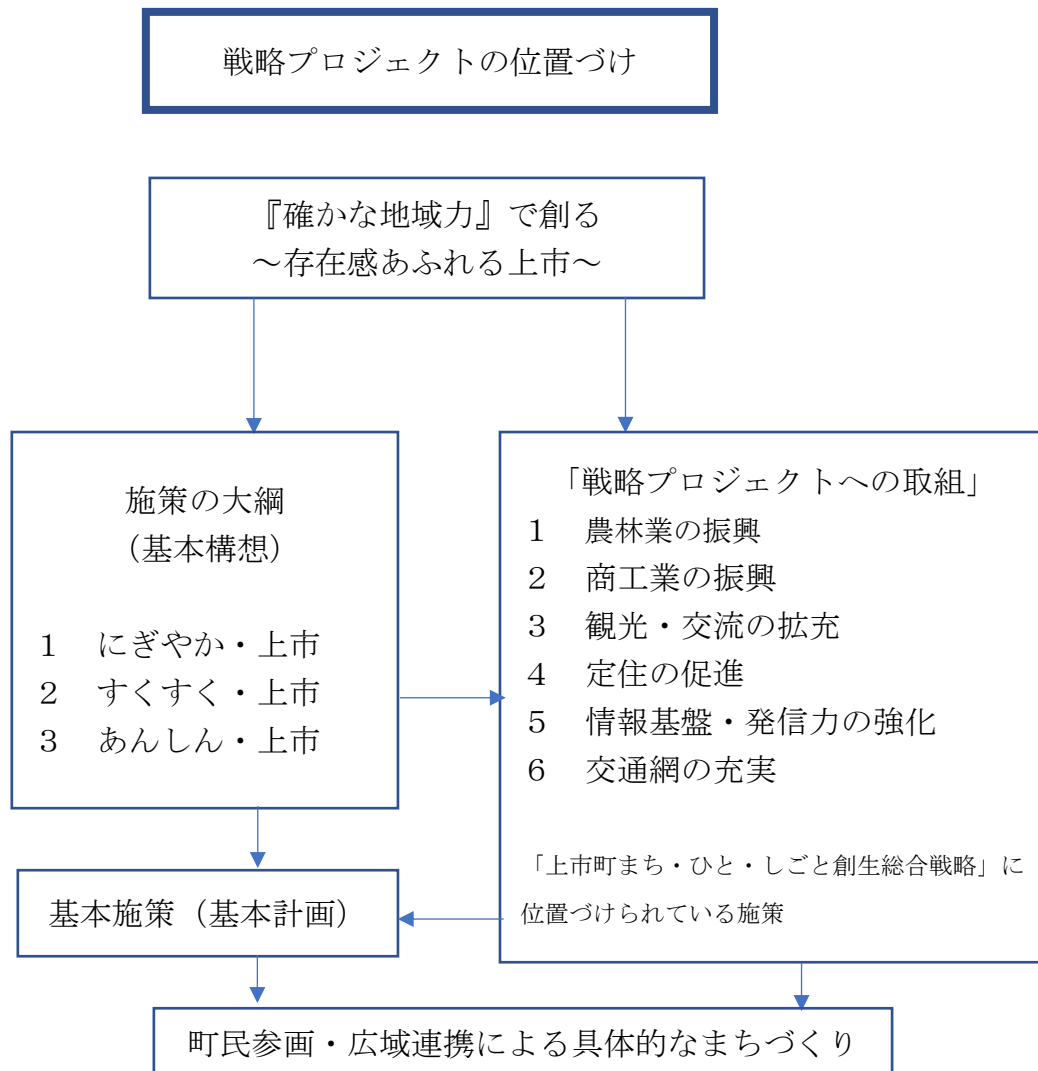 戦略プロジェクトの位置づけ
『確かな地域力』で創る
～存在感あふれる上市～
施策の大綱
（基本構想）
１　にぎやか・上市
２　すくすく・上市
３　あんしん・上市
「戦略プロジェクトへの取組」
１　農林業の振興
２　商工業の振興
３　観光・交流の拡充
４　定住の促進
５　情報基盤・発信力の強化
６　交通網の充実
「上市町まち・ひと・しごと創生総合戦略」に
位置づけられている施策
基本施策（基本計画）
町民参画・広域連携による具体的なまちづくり